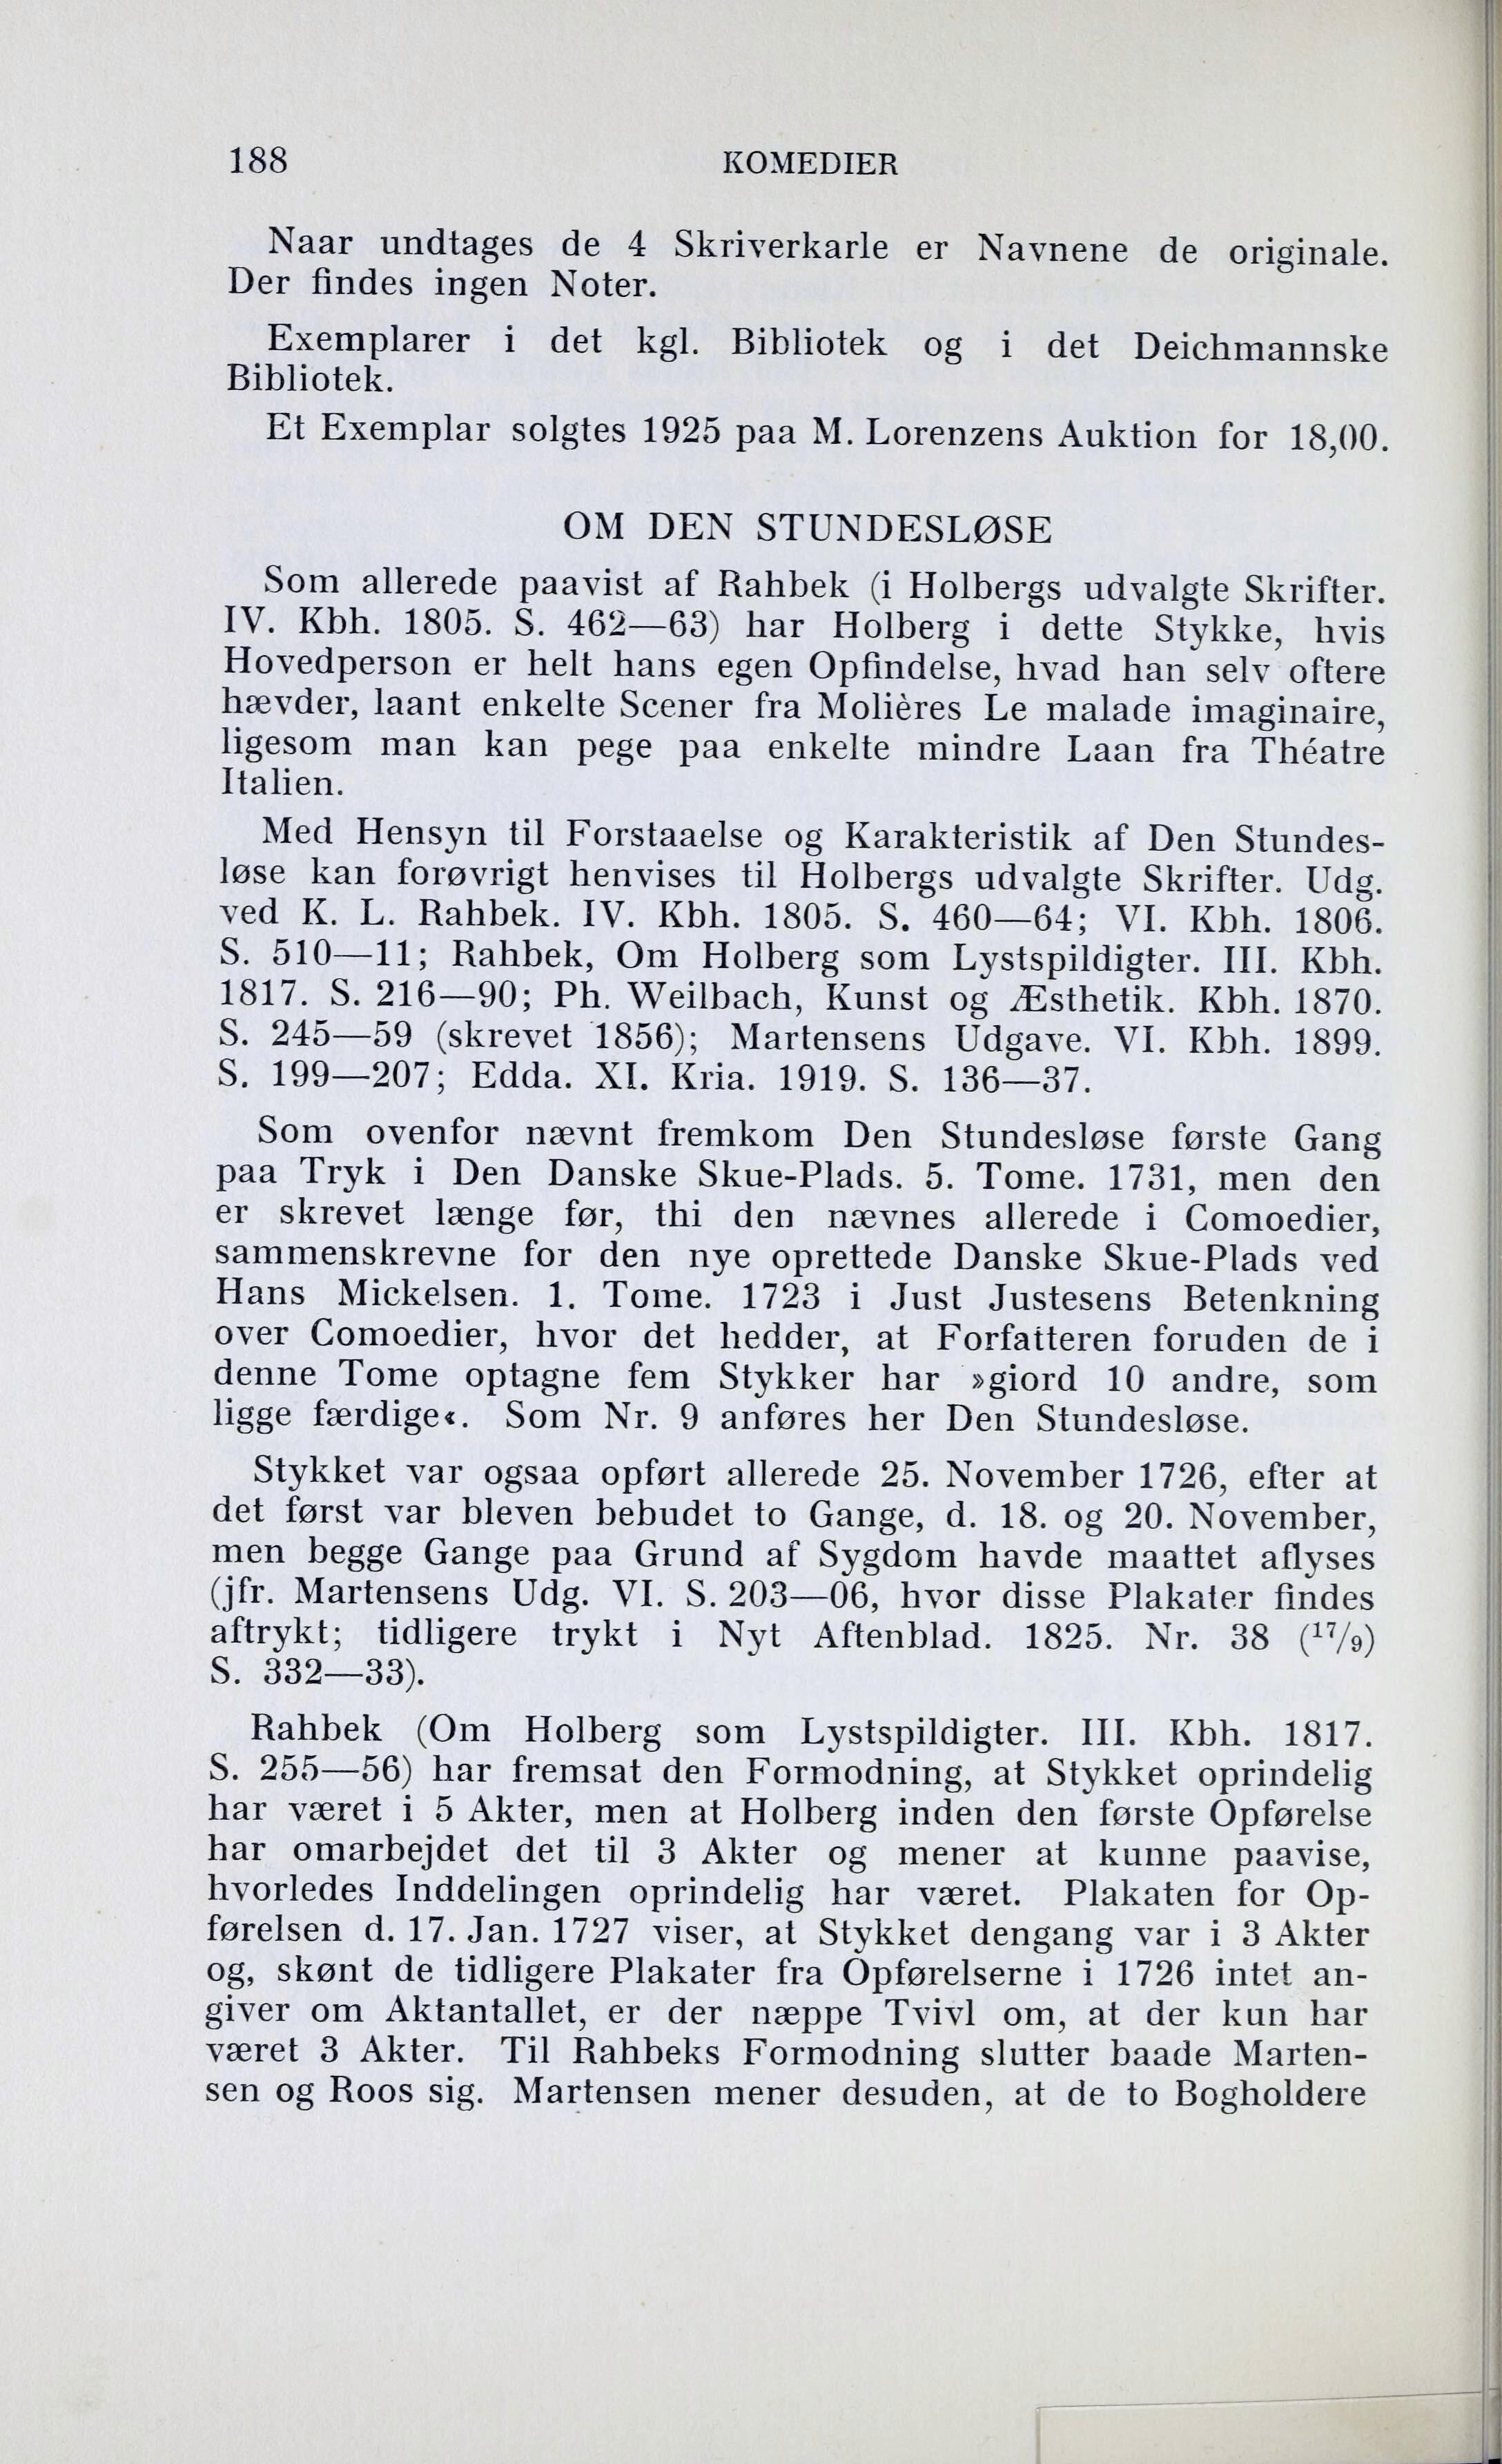 188
KOMEDIER
Naar undtages de 4 Skriverkarle er Navnene de originale.
Der findes ingen Noter.
Exemplarer i det kgl. Bibliotek og i det Deichmannske
Bibliotek.
Et Exemplar solgtes 1925 paa M. Lorenzens Auktion for 18,00.
OM DEN STUNDESLØSE
Som allerede paavist af Rahbek (i Holbergs udvalgte Skrifter.
IV. Kbh. 1805. S. 462—63) har Holberg i dette Stykke, hvis
Hovedperson er helt hans egen Opfindelse, hvad han selv oftere
hævder, laant enkelte Scener fra Molières Le malade imaginaire,
ligesom man kan pege paa enkelte mindre Laan fra Théatre
Italien.
Med Hensyn til Forstaaelse og Karakteristik af Den Stundes-
løse kan forøvrigt henvises til Holbergs udvalgte Skrifter. Udg.
ved K. L. Rahbek. IV. Kbh. 1805. S. 460—64; VI. Kbh. 1806.
S. 510—11; Rahbek, Om Holberg som Lystspildigter. III. Kbh.
1817. S. 216—90; Ph. Weilbach, Kunst og Æsthetik. Kbh. 1870.
S. 245—59 (skrevet 1856); Martensens Udgave. VI. Kbh. 1899.
S. 199—207; Edda. XI. Kria. 1919. S. 136—37.
Som ovenfor nævnt fremkom Den Stundesløse første Gang
paa Tryk i Den Danske Skue-Plads. 5. Tome. 1731, men den
er skrevet længe før, thi den nævnes allerede i Comoedier,
sammenskrevne for den nye oprettede Danske Skue-Plads ved
Hans Mickelsen. 1. Tome. 1723 i Just Justesens Betenkning
over Comoedier, hvor det hedder, at Forfatteren foruden de i
denne Tome optagne fem Stykker har »giord 10 andre, som
ligge færdige«. Som Nr. 9 anføres her Den Stundesløse.
Stykket var ogsaa opført allerede 25. November 1726, efter at
det først var bleven bebudet to Gange, d. 18. og 20. November,
men begge Gange paa Grund af Sygdom havde maattet aflyses
(jfr. Martensens Udg. VI. S. 203—06, hvor disse Plakater findes
aftrykt; tidligere trykt i Nyt Aftenblad. 1825. Nr. 38 (¹⁷/₉)
S. 332—33).
Rahbek (Om Holberg som Lystspildigter. III. Kbh. 1817.
S. 255—56) har fremsat den Formodning, at Stykket oprindelig
har været i 5 Akter, men at Holberg inden den første Opførelse
har omarbejdet det til 3 Akter og mener at kunne paavise,
hvorledes Inddelingen oprindelig har været. Plakaten for Op-
førelsen d. 17. Jan. 1727 viser, at Stykket dengang var i 3 Akter
og, skønt de tidligere Plakater fra Opførelserne i 1726 intet an-
giver om Aktantallet, er der næppe Tvivl om, at der kun har
været 3 Akter. Til Rahbeks Formodning slutter baade Marten-
sen og Roos sig. Martensen mener desuden, at de to Bogholdere